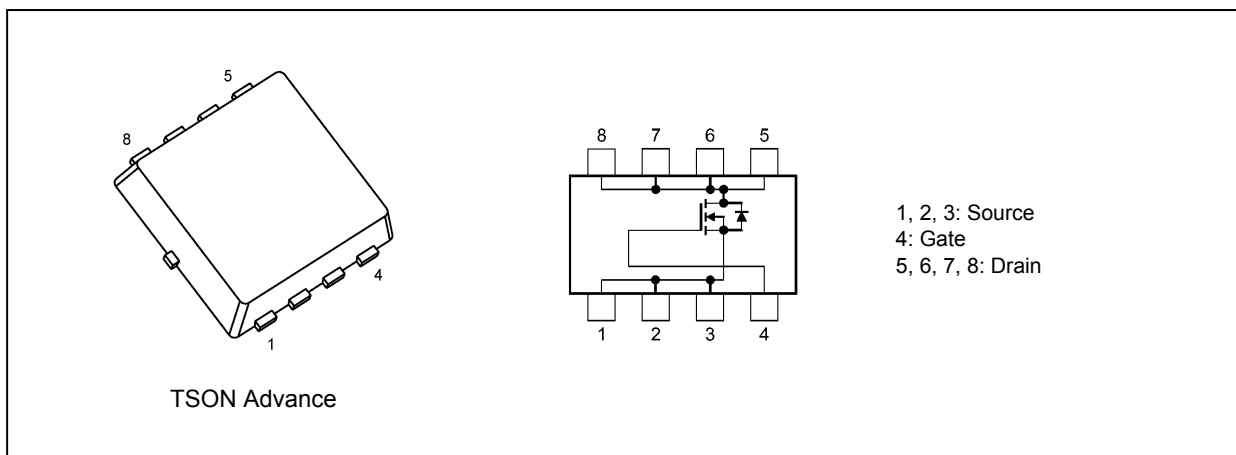 5
8
4
1
TSON Advance
8 7 6 5
1 2 3 4
1, 2, 3: Source
4: Gate
5, 6, 7, 8: Drain